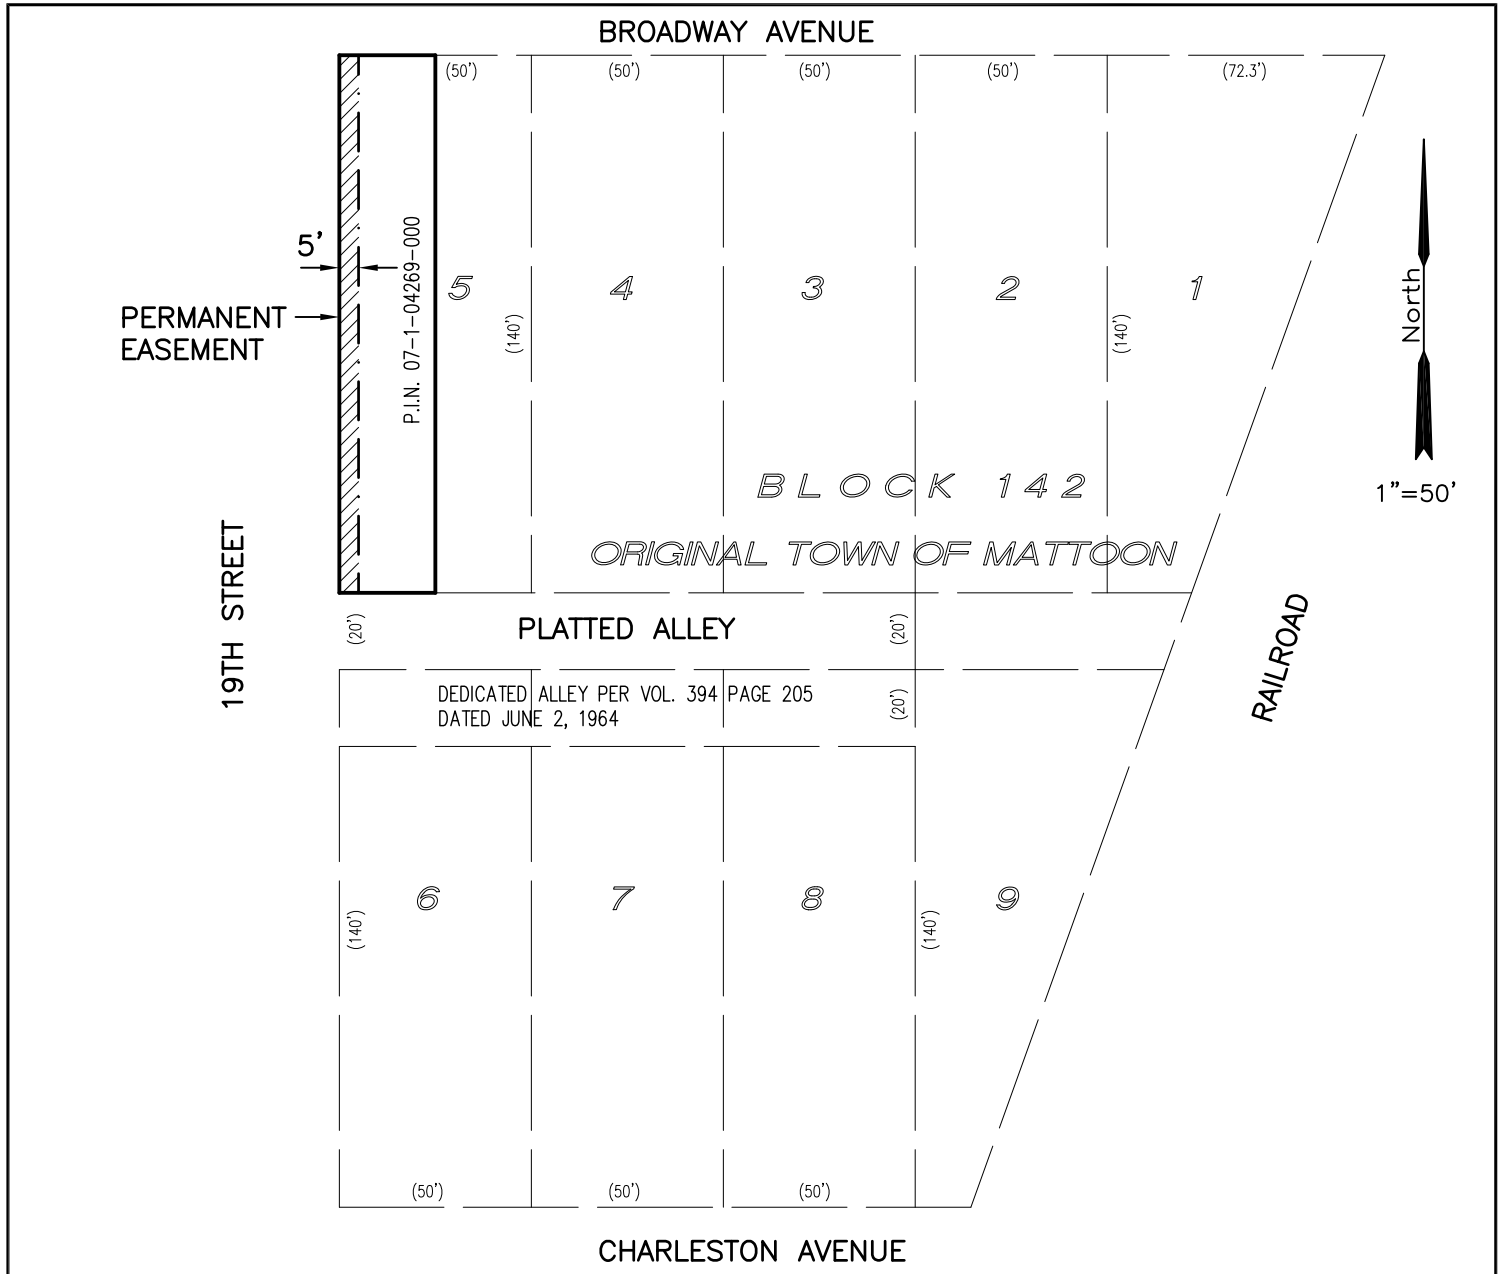 BROADWAY AVENUE
(50')
(50')
(50')
(50')
(72.3')
5'
PERMANENT
EASEMENT
P.I.N. 07-1-04269-000
5
4
3
2
1
(140')
(140')
North
1"=50'
BLOCK 142
ORIGINAL TOWN OF MATTOON
19TH STREET
(20')
PLATTED ALLEY
(20')
RAILROAD
DEDICATED ALLEY PER VOL. 394 PAGE 205
DATED JUNE 2, 1964
(20')
6
7
8
9
(140')
(140')
(50')
(50')
(50')
CHARLESTON AVENUE